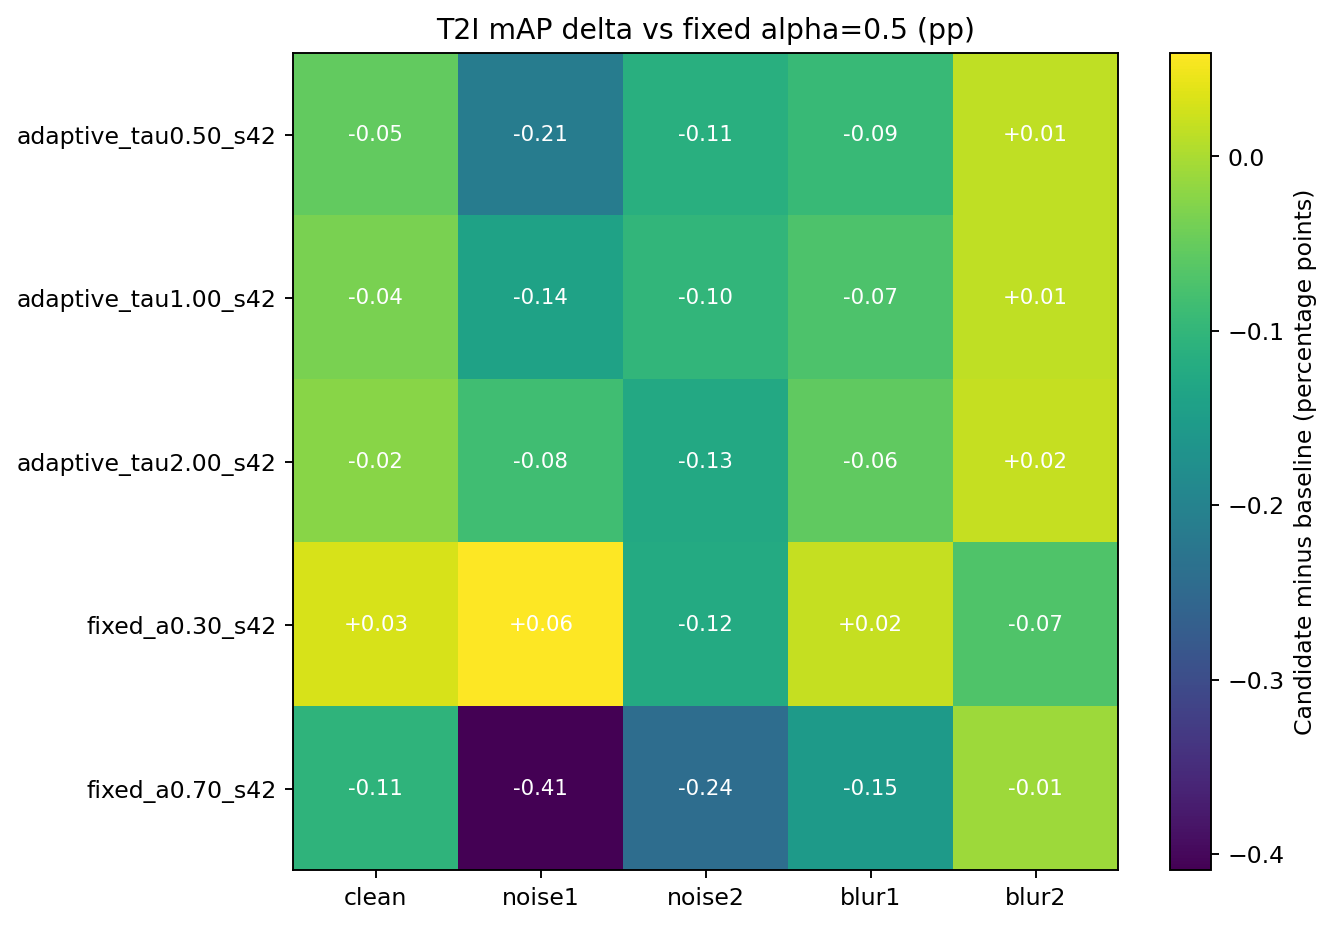 T2I mAP delta vs fixed alpha=0.5 (pp)
adaptive_tau0.50_s42 -0.05 -0.21 -0.11 -0.09 +0.01
adaptive_tau1.00_s42 -0.04 -0.14 -0.10 -0.07 +0.01
adaptive_tau2.00_s42 -0.02 -0.08 -0.13 -0.06 +0.02
fixed_a0.30_s42 +0.03 +0.06 -0.12 +0.02 -0.07
fixed_a0.70_s42 -0.11 -0.41 -0.24 -0.15 -0.01
clean noise1 noise2 blur1 blur2
0.0
−0.1
−0.2
−0.3
−0.4
Candidate minus baseline (percentage points)